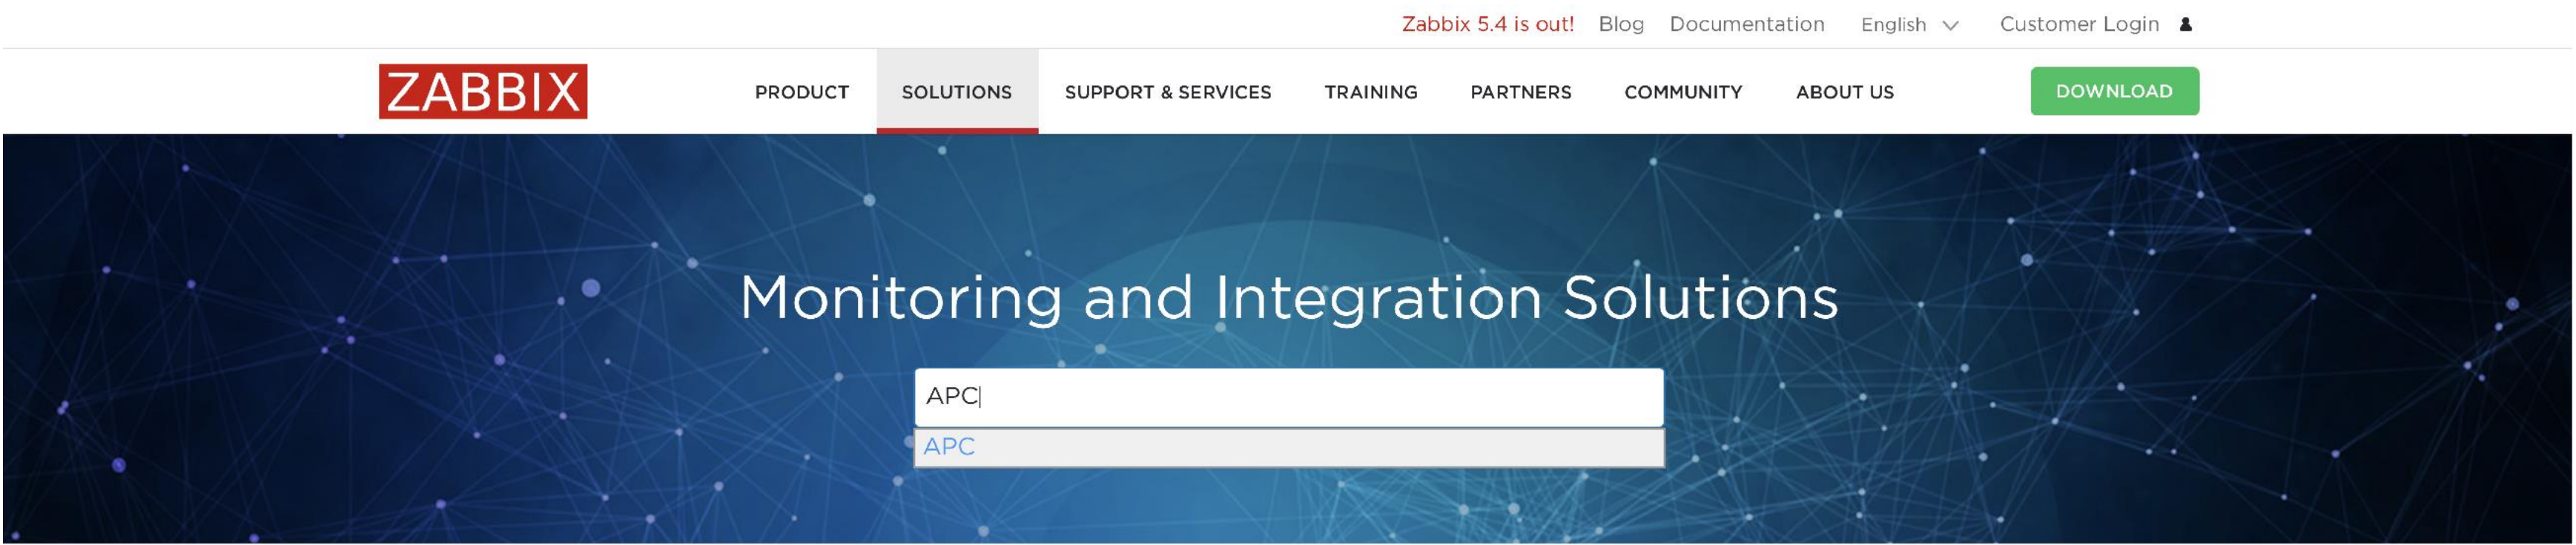 Zabbix 5.4 is out! Blog Documentation English Customer Login
ZABBIX PRODUCT SOLUTIONS SUPPORT & SERVICES TRAINING PARTNERS COMMUNITY ABOUT US DOWNLOAD
Monitoring and Integration Solutions
APC
APC